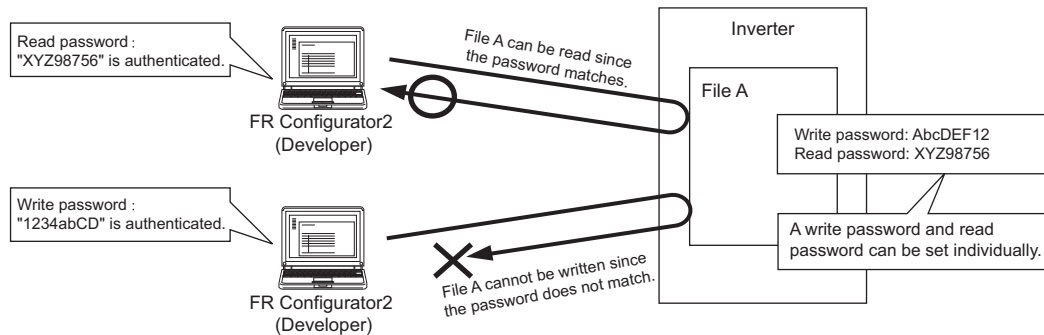 Read password :
"XYZ98756" is authenticated.
FR Configurator2
(Developer)
File A can be read since
the password matches.
Inverter
File A
Write password: AbcDEF12
Read password: XYZ98756
A write password and read
password can be set individually.
Write password :
"1234abCD" is authenticated.
FR Configurator2
(Developer)
File A cannot be written since
the password does not match.